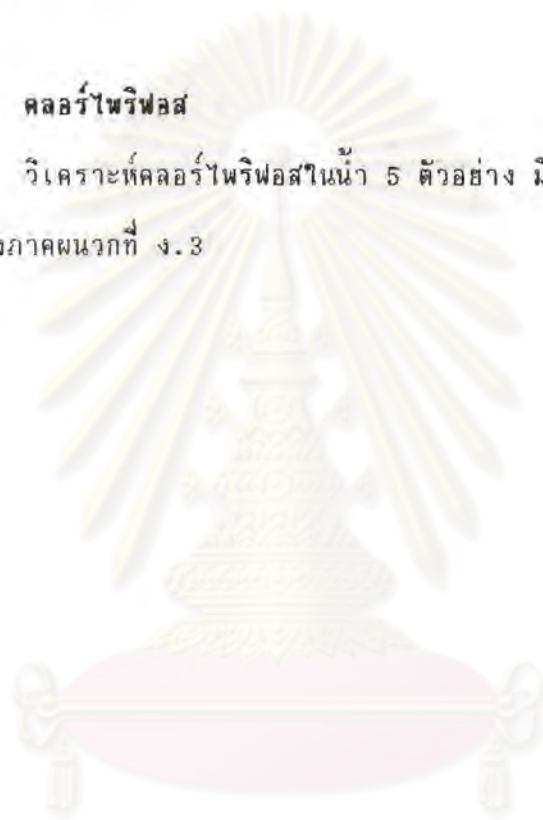 คลอร์ไพริฟอส
วิเคราะห์คลอร์ไพริฟอสในน้ำ 5 ตัวอย่าง มี
งภาคผนวกที่ ง.3